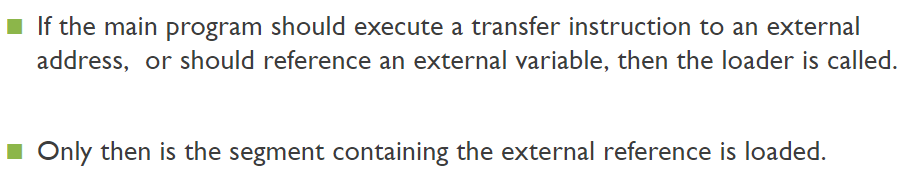 If the main program should execute a transfer instruction to an external
address, or should reference an external variable, then the loader is called.
Only then is the segment containing the external reference is loaded.